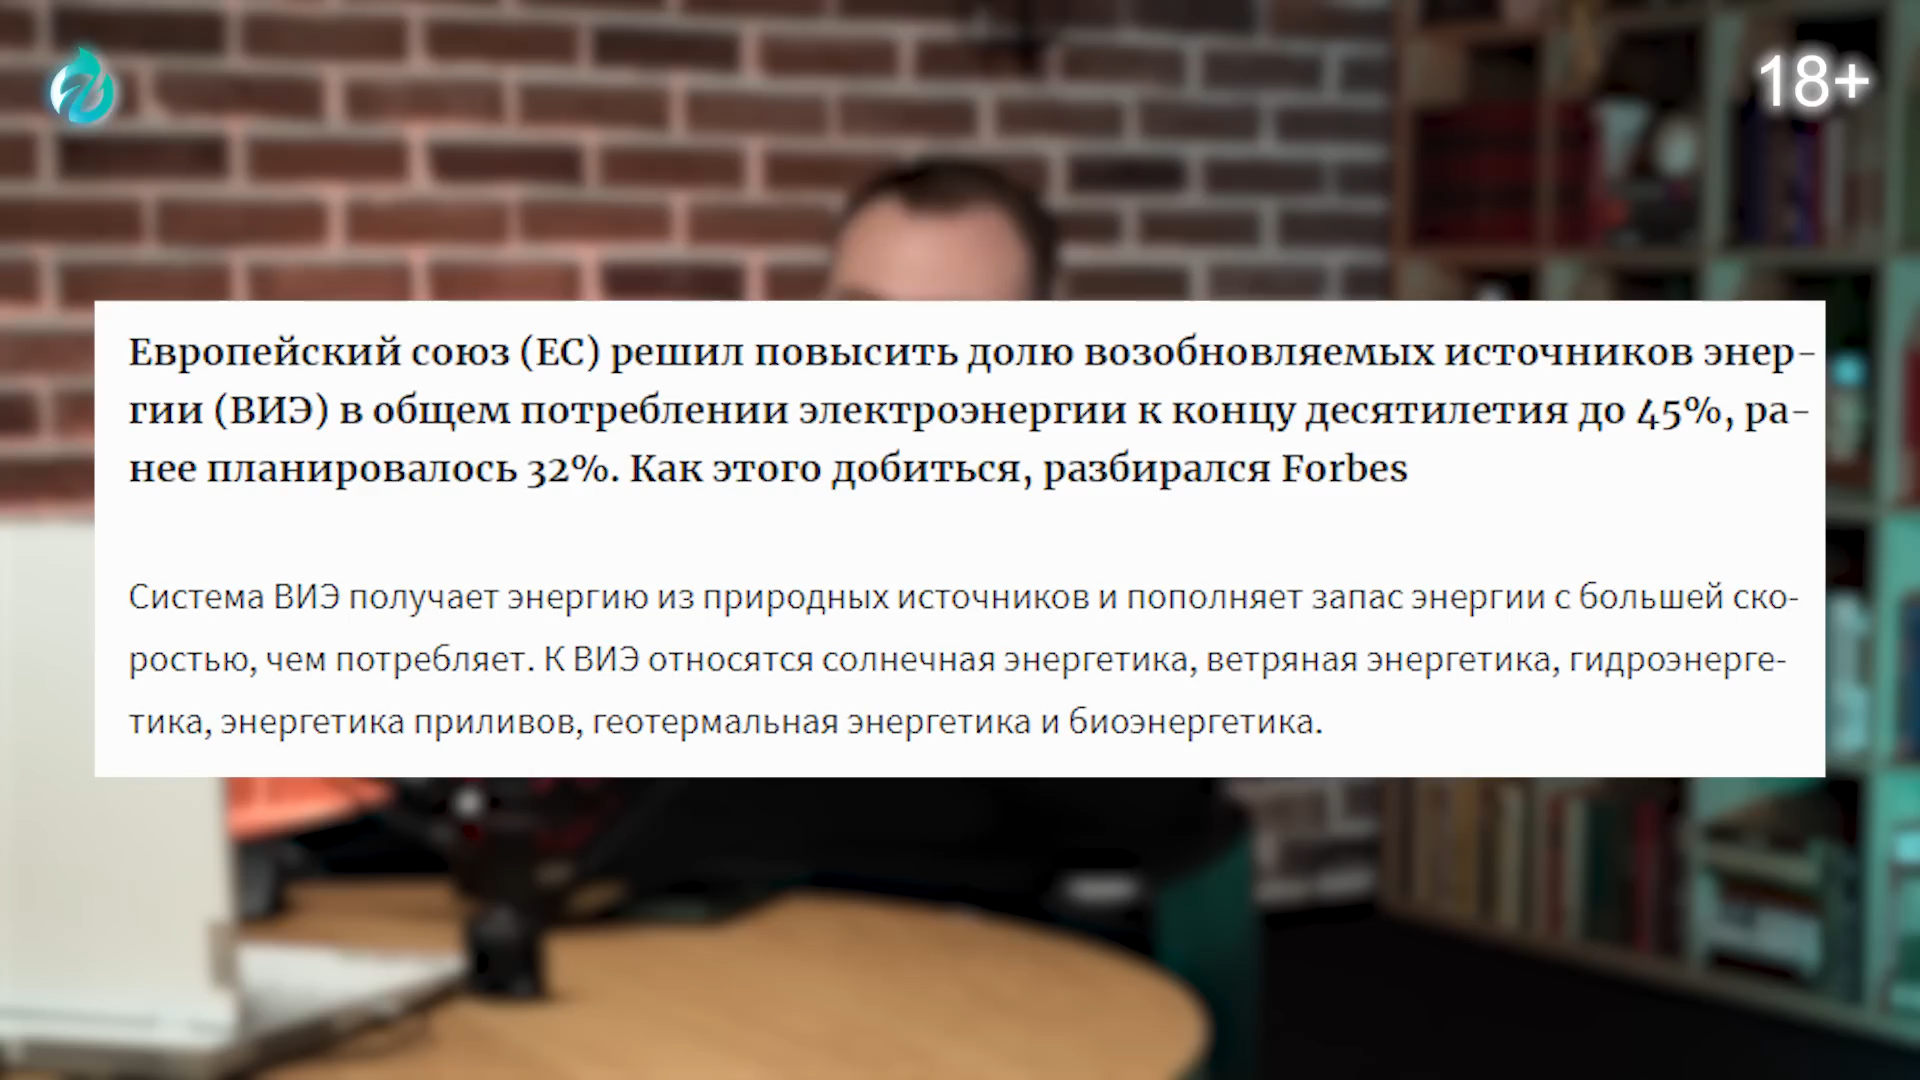 18+
Европейский союз (ЕС) решил повысить долю возобновляемых источников энер-
гии (ВИЭ) в общем потреблении электроэнергии к концу десятилетия до 45%, ра-
нее планировалось 32%. Как этого добиться, разбирался Forbes
Система ВИЭ получает энергию из природных источников и пополняет запас энергии с большей ско-
ростью, чем потребляет. К ВИЭ относятся солнечная энергетика, ветряная энергетика, гидроэнерге-
тика, энергетика приливов, геотермальная энергетика и биоэнергетика.